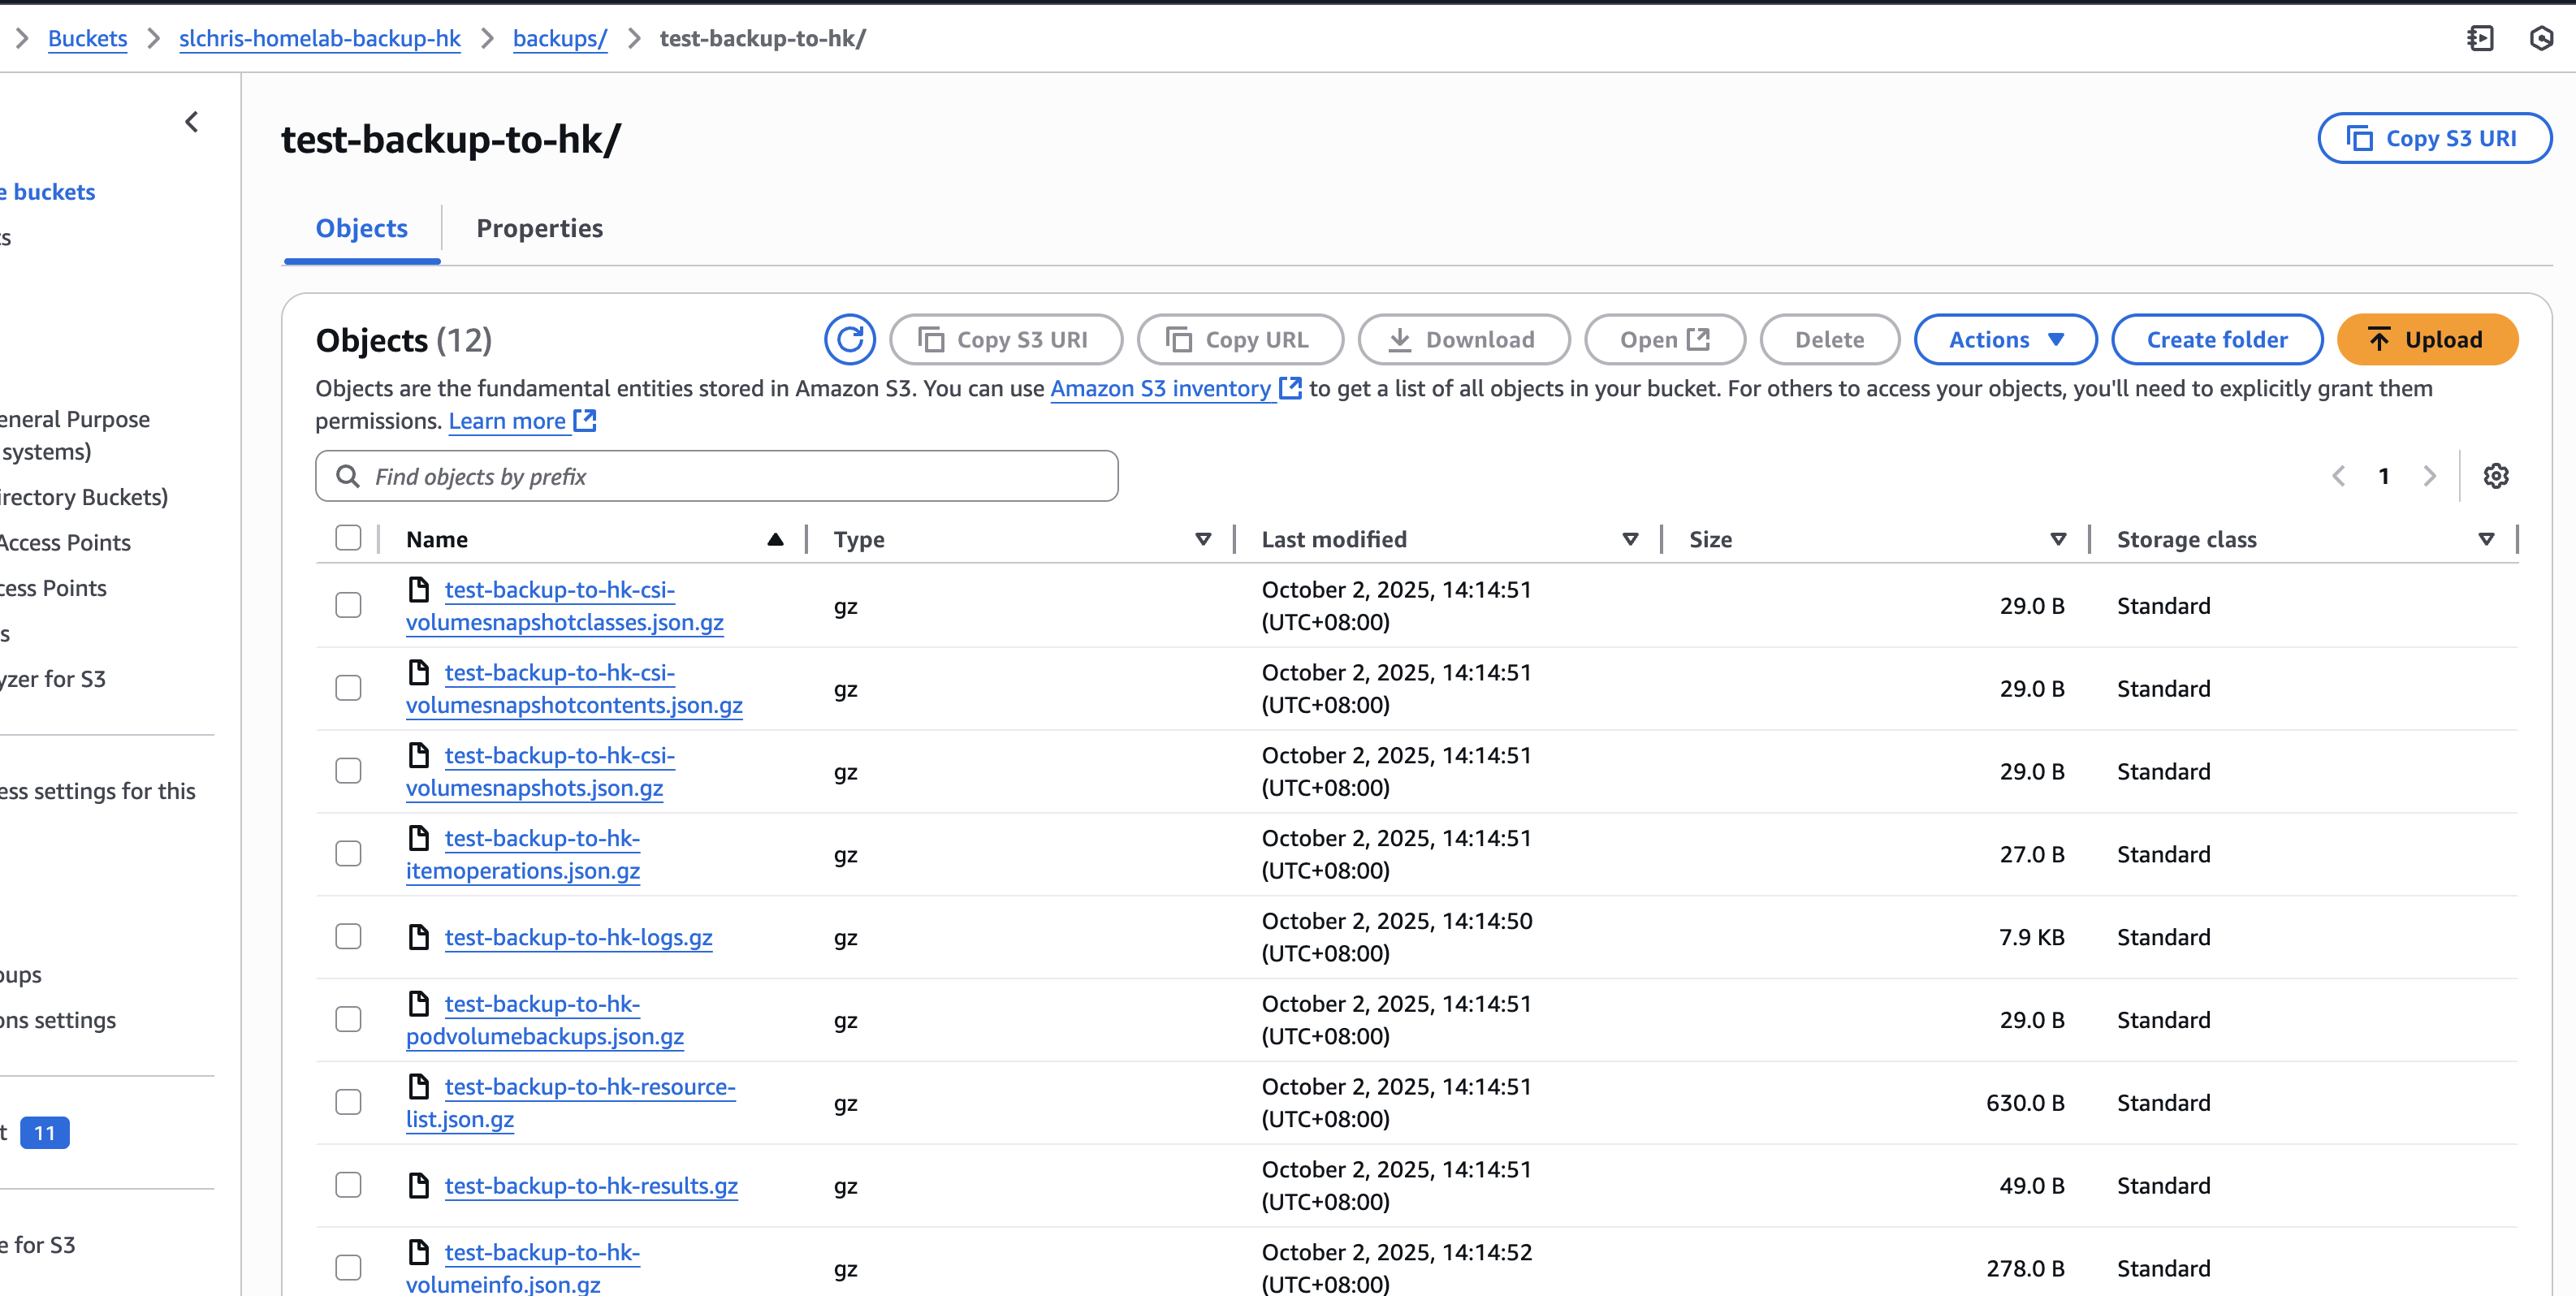 Buckets
slchris-homelab-backup-hk
backups/
test-backup-to-hk/
e buckets
ts
eneral Purpose
systems)
irectory Buckets)
Access Points
cess Points
s
yzer for S3
ess settings for this
oups
ons settings
t 11
e for S3
test-backup-to-hk/
Copy S3 URI
Objects
Properties
Objects (12)
Copy S3 URI
Copy URL
Download
Open
Delete
Actions
Create folder
Upload
Objects are the fundamental entities stored in Amazon S3. You can use Amazon S3 inventory to get a list of all objects in your bucket. For others to access your objects, you'll need to explicitly grant them
permissions. Learn more
Find objects by prefix
1
Name Type Last modified Size Storage class
test-backup-to-hk-csi-
volumesnapshotclasses.json.gz
gz
October 2, 2025, 14:14:51
(UTC+08:00)
29.0 B
Standard
test-backup-to-hk-csi-
volumesnapshotcontents.json.gz
gz
October 2, 2025, 14:14:51
(UTC+08:00)
29.0 B
Standard
test-backup-to-hk-csi-
volumesnapshots.json.gz
gz
October 2, 2025, 14:14:51
(UTC+08:00)
29.0 B
Standard
test-backup-to-hk-
itemoperations.json.gz
gz
October 2, 2025, 14:14:51
(UTC+08:00)
27.0 B
Standard
test-backup-to-hk-logs.gz
gz
October 2, 2025, 14:14:50
(UTC+08:00)
7.9 KB
Standard
test-backup-to-hk-
podvolumebackups.json.gz
gz
October 2, 2025, 14:14:51
(UTC+08:00)
29.0 B
Standard
test-backup-to-hk-resource-
list.json.gz
gz
October 2, 2025, 14:14:51
(UTC+08:00)
630.0 B
Standard
test-backup-to-hk-results.gz
gz
October 2, 2025, 14:14:51
(UTC+08:00)
49.0 B
Standard
test-backup-to-hk-
volumeinfo.json.gz
gz
October 2, 2025, 14:14:52
(UTC+08:00)
278.0 B
Standard